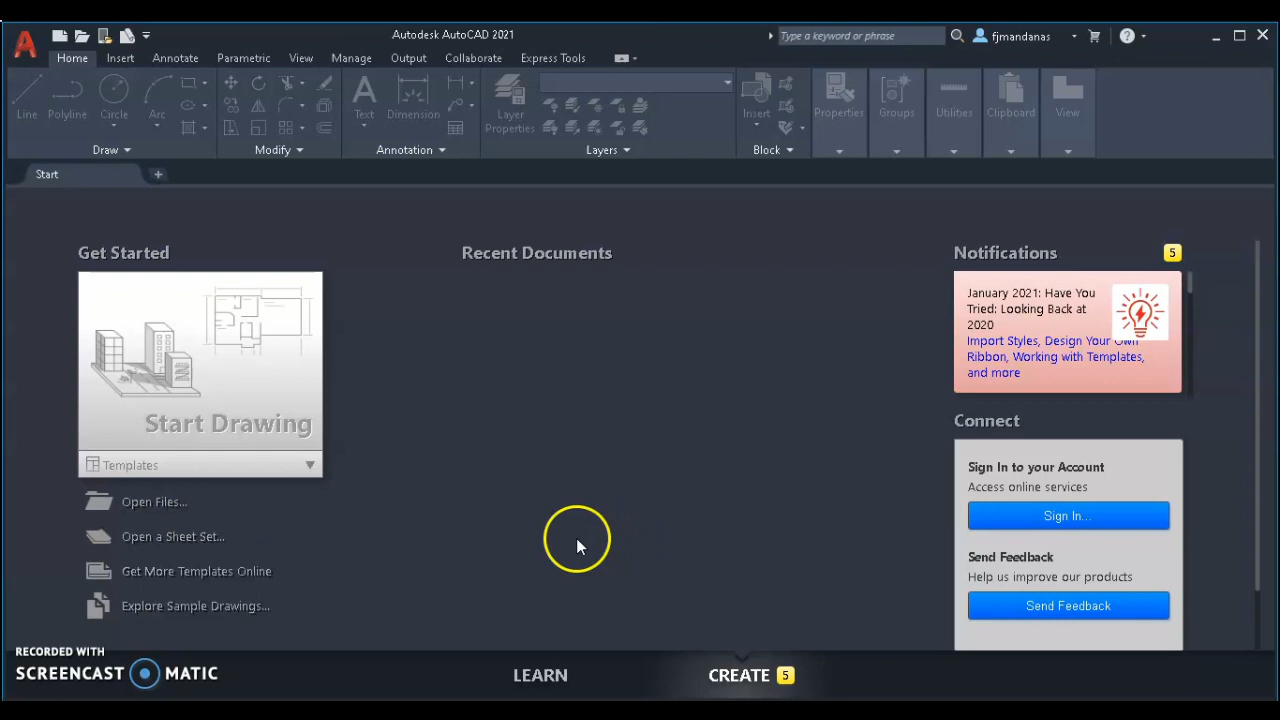 Autodesk AutoCAD 2021
Type a keyword or phrase
fjmandanas
Home Insert Annotate Parametric View Manage Output Collaborate Express Tools
Line Polyline Circle Arc
Text Dimension
Layer Properties
Insert
Properties Groups Utilities Clipboard View
Draw Modify Annotation Layers Block
Start
Get Started
Start Drawing
Templates
Open Files...
Open a Sheet Set...
Get More Templates Online
Explore Sample Drawings...
Recent Documents
Notifications 5
January 2021: Have You
Tried: Looking Back at
2020
Import Styles, Design Your Own
Ribbon, Working with Templates,
and more
Connect
Sign In to your Account
Access online services
Sign In...
Send Feedback
Help us improve our products
Send Feedback
RECORDED WITH
SCREENCAST MATIC
LEARN
CREATE 5